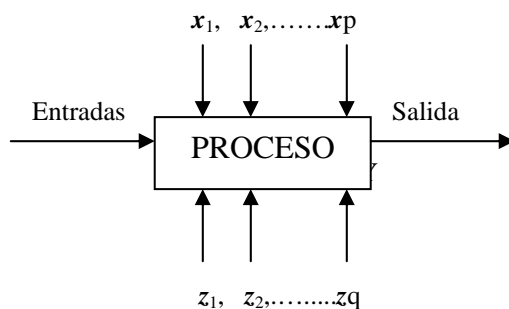 x1, x2,.......xp
Entradas Salida
PROCESO
z1, z2,..........zq